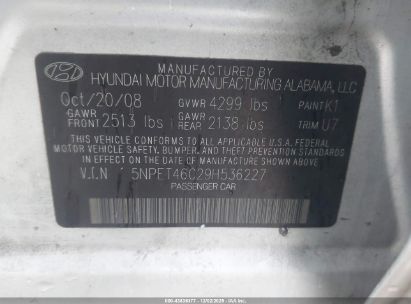 MANUFACTURED BY
HYUNDAI MOTOR MANUFACTURING ALABAMA, LLC
Oct/20/08 GVWR 4299 lbs PAINT K1
GAWR FRONT 2513 lbs GAWR REAR 2138 lbs TRIM U7
THIS VEHICLE CONFORMS TO ALL APPLICABLE U.S.A. FEDERAL
MOTOR VEHICLE SAFETY, BUMPER, AND THEFT PREVENTION
STANDARDS IN EFFECT ON THE DATE OF MANUFACTURE SHOWN ABOVE.
V.I.N : 5NPET46C29H536227
PASSENGER CAR